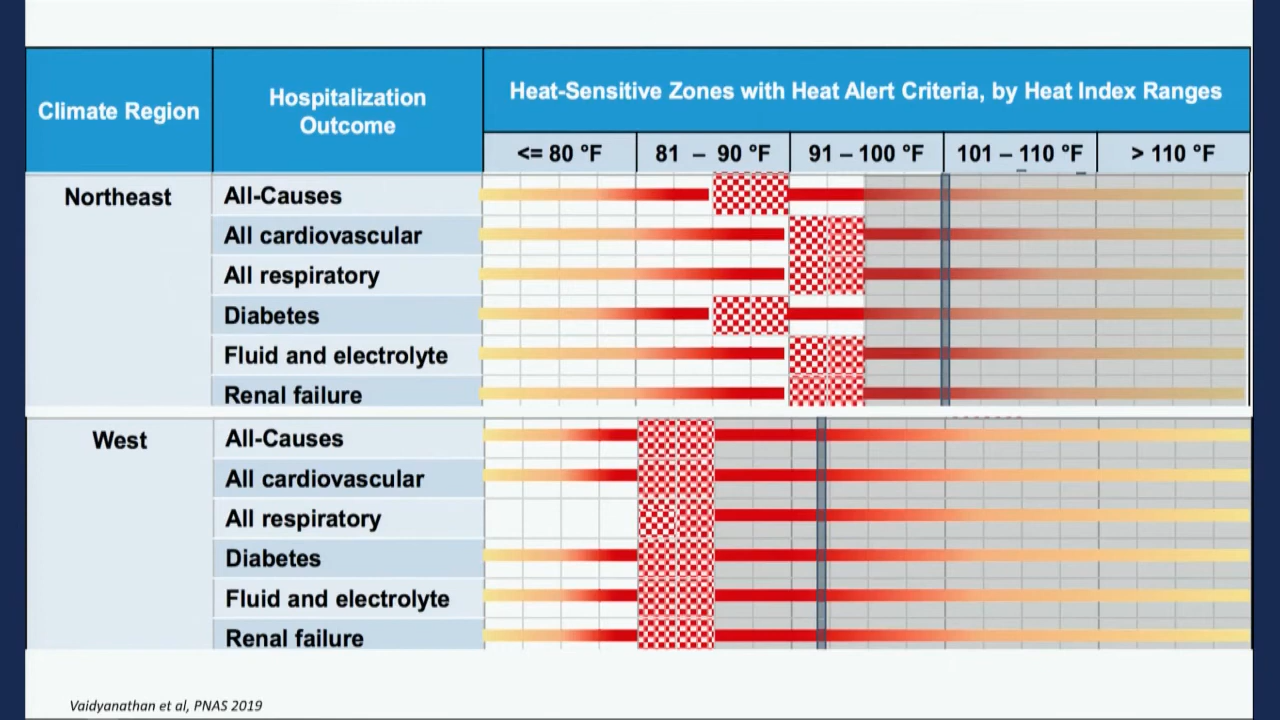 Climate Region
Hospitalization
Outcome
Heat-Sensitive Zones with Heat Alert Criteria, by Heat Index Ranges
<= 80 °F
81 – 90 °F
91 – 100 °F
101 – 110 °F
> 110 °F
Northeast
All-Causes
All cardiovascular
All respiratory
Diabetes
Fluid and electrolyte
Renal failure
West
All-Causes
All cardiovascular
All respiratory
Diabetes
Fluid and electrolyte
Renal failure
Vaidyanathan et al, PNAS 2019